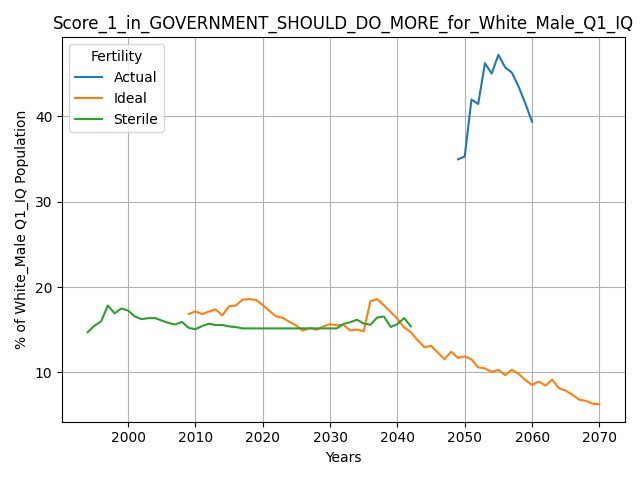 Score_1_in_GOVERNMENT_SHOULD_DO_MORE_for_White_Male_Q1_IQ
Fertility
Actual
Ideal
Sterile
% of White_Male Q1_IQ Population
40
30
20
10
2000 2010 2020 2030 2040 2050 2060 2070
Years